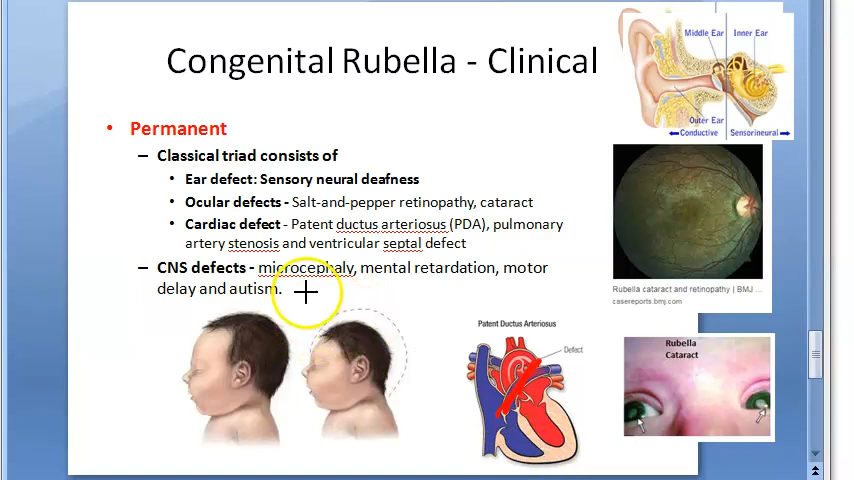 Congenital Rubella - Clinical
• Permanent
– Classical triad consists of
• Ear defect: Sensory neural deafness
• Ocular defects - Salt-and-pepper retinopathy, cataract
• Cardiac defect - Patent ductus arteriosus (PDA), pulmonary
artery stenosis and ventricular septal defect
– CNS defects - microcephaly, mental retardation, motor
delay and autism.
Middle Ear
Inner Ear
Outer Ear
Conductive
Sensorineural
Rubella cataract and retinopathy | BMJ ...
casereports.bmj.com
Patent Ductus Arteriosus
Defect
Rubella
Cataract